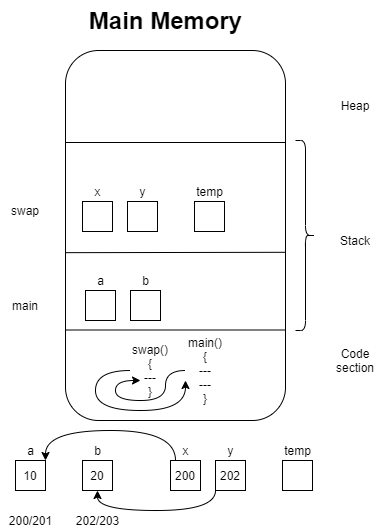 Main Memory
Heap
x y temp
swap
Stack
a b
main
swap() main()
{ {
--- ---
} ---
}
Code
section
a b x y temp
10 20 200 202
200/201 202/203